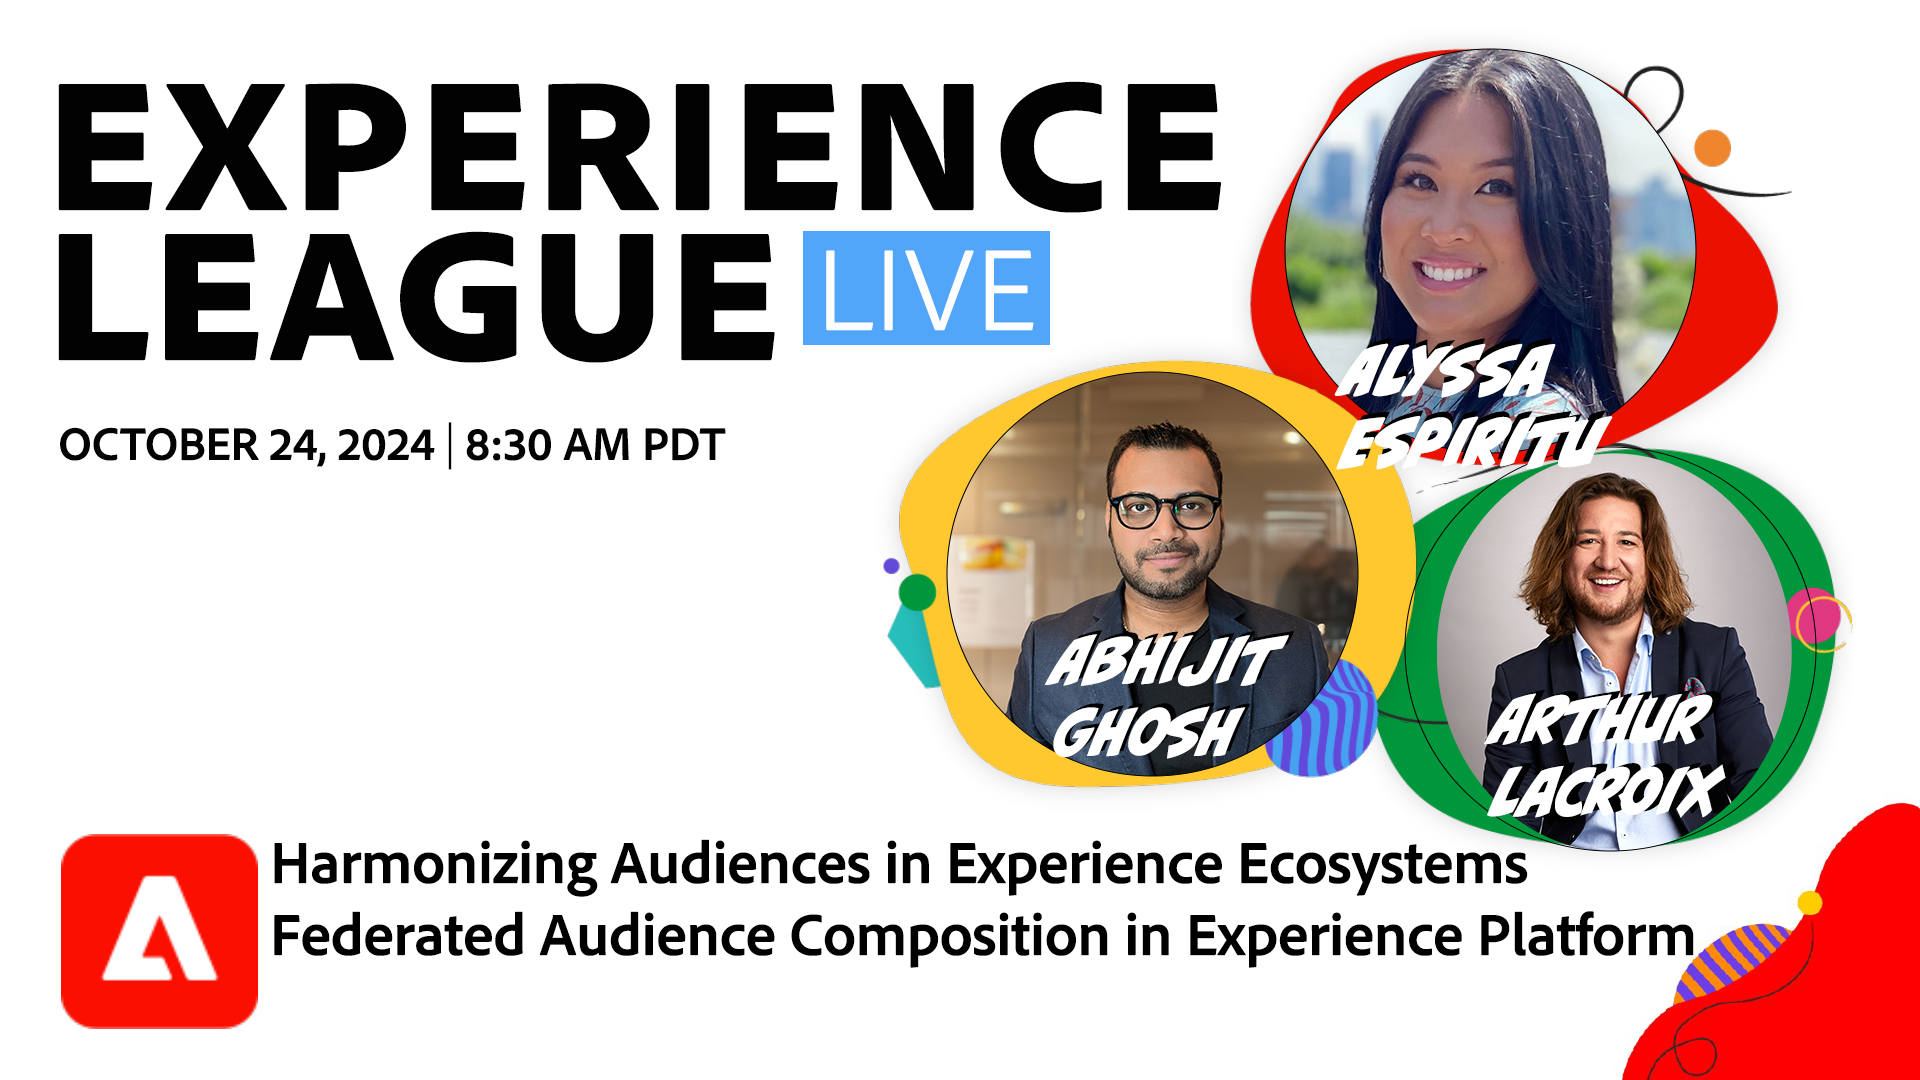 EXPERIENCE
LEAGUE LIVE
OCTOBER 24, 2024 | 8:30 AM PDT
ALYSSA
ESPIRITU
ABHIJIT
GHOSH
ARTHUR
LACROIX
Harmonizing Audiences in Experience Ecosystems
Federated Audience Composition in Experience Platform